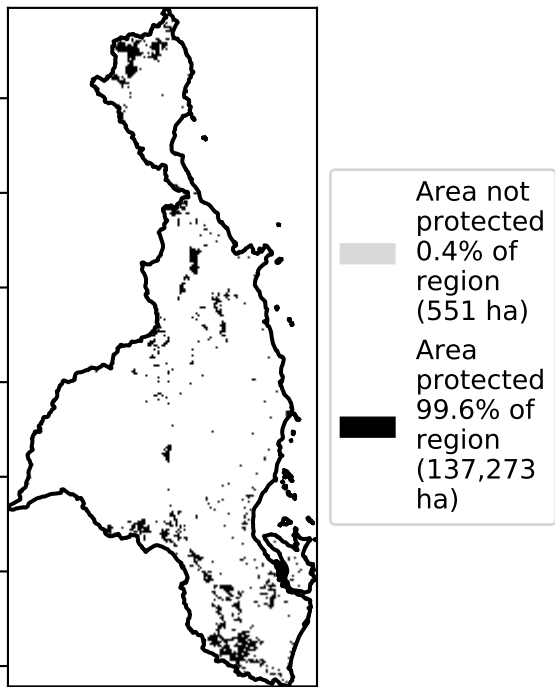 Area not
protected
0.4% of
region
(551 ha)
Area
protected
99.6% of
region
(137,273
ha)